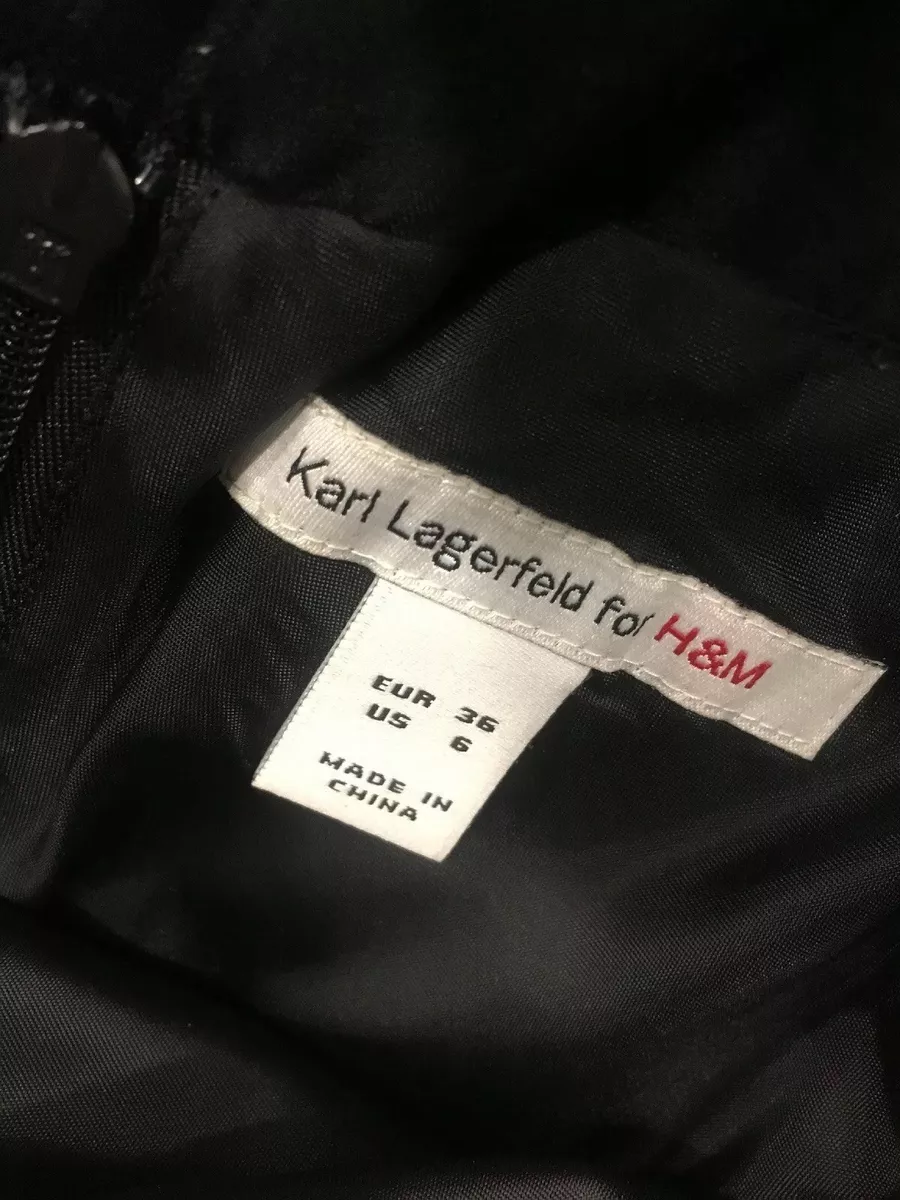 Karl Lagerfeld for H&M
EUR 36
US 6
MADE IN
CHINA